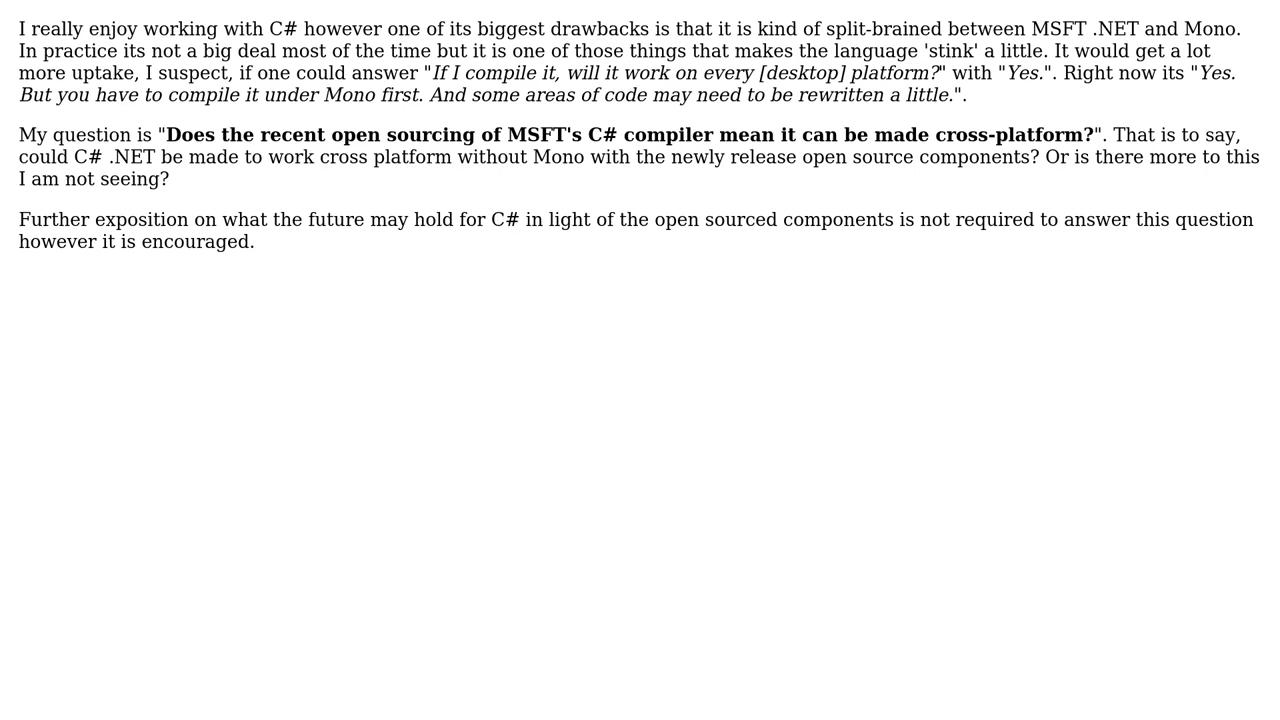 I really enjoy working with C# however one of its biggest drawbacks is that it is kind of split-brained between MSFT .NET and Mono.
In practice its not a big deal most of the time but it is one of those things that makes the language 'stink' a little. It would get a lot
more uptake, I suspect, if one could answer "If I compile it, will it work on every [desktop] platform?" with "Yes.". Right now its "Yes.
But you have to compile it under Mono first. And some areas of code may need to be rewritten a little.".
My question is "Does the recent open sourcing of MSFT's C# compiler mean it can be made cross-platform?". That is to say,
could C# .NET be made to work cross platform without Mono with the newly release open source components? Or is there more to this
I am not seeing?
Further exposition on what the future may hold for C# in light of the open sourced components is not required to answer this question
however it is encouraged.